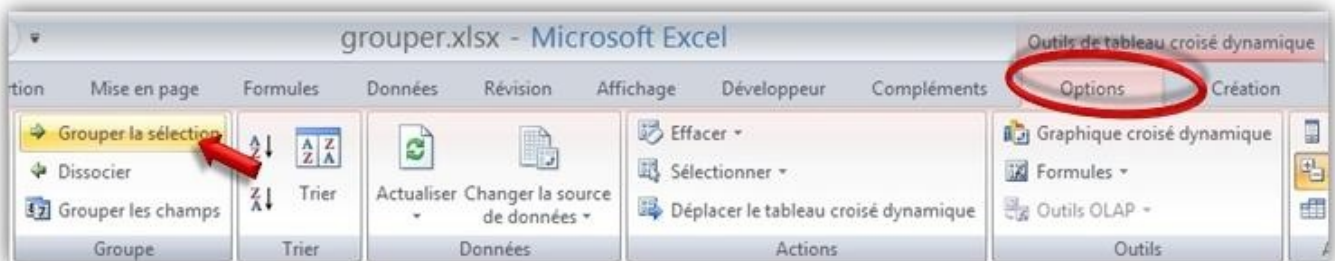 grouper.xlsx - Microsoft Excel
Outils de tableau croisé dynamique
rtion Mise en page Formules Données Révision Affichage Développeur Compléments Options Création
Grouper la sélection
Dissocier
Grouper les champs
Groupe
A Z
Z A
A Z
Z A
Trier
Trier
Actualiser
Changer la source
de données
Données
Effacer
Sélectionner
Déplacer le tableau croisé dynamique
Actions
Graphique croisé dynamique
Formules
Outils OLAP
Outils